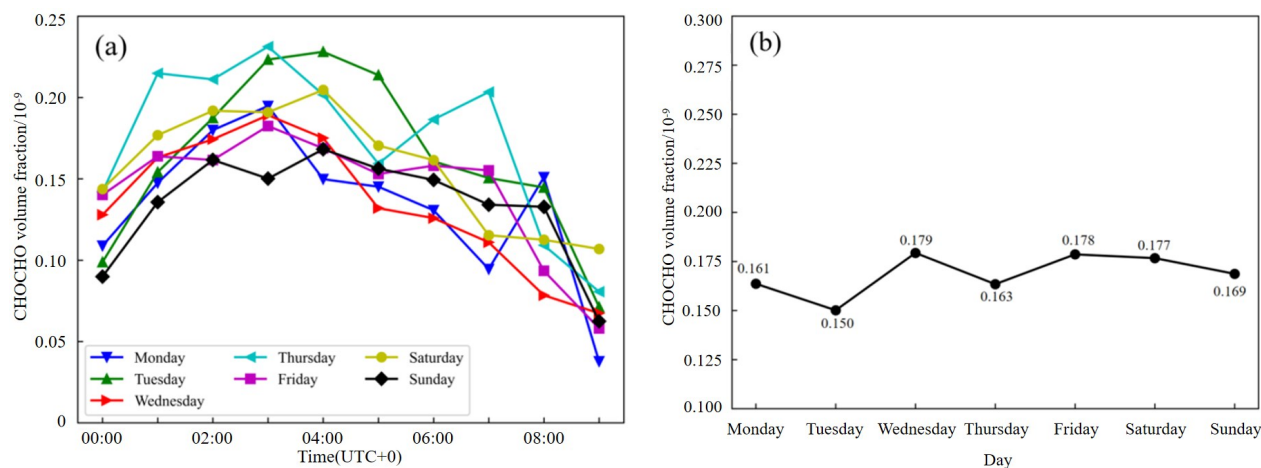 (a)
CHOCHO volume fraction/10⁻⁹
0.25
0.20
0.15
0.10
0.05
0
Monday
Tuesday
Wednesday
Thursday
Friday
Saturday
Sunday
00:00 02:00 04:00 06:00 08:00
Time(UTC+0)
(b)
CHOCHO volume fraction/10⁻⁹
0.300
0.275
0.250
0.225
0.200
0.175
0.150
0.125
0.100
0.161
0.150
0.179
0.163
0.178
0.177
0.169
Monday Tuesday Wednesday Thursday Friday Saturday Sunday
Day